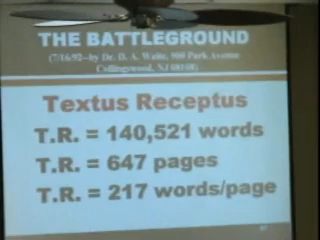 THE BATTLEGROUND
(7/16/92--by Dr. D. A. Waite, 900 Park Avenue
Collingswood, NJ 08108)
Textus Receptus
T.R. = 140,521 words
T.R. = 647 pages
T.R. = 217 words/page